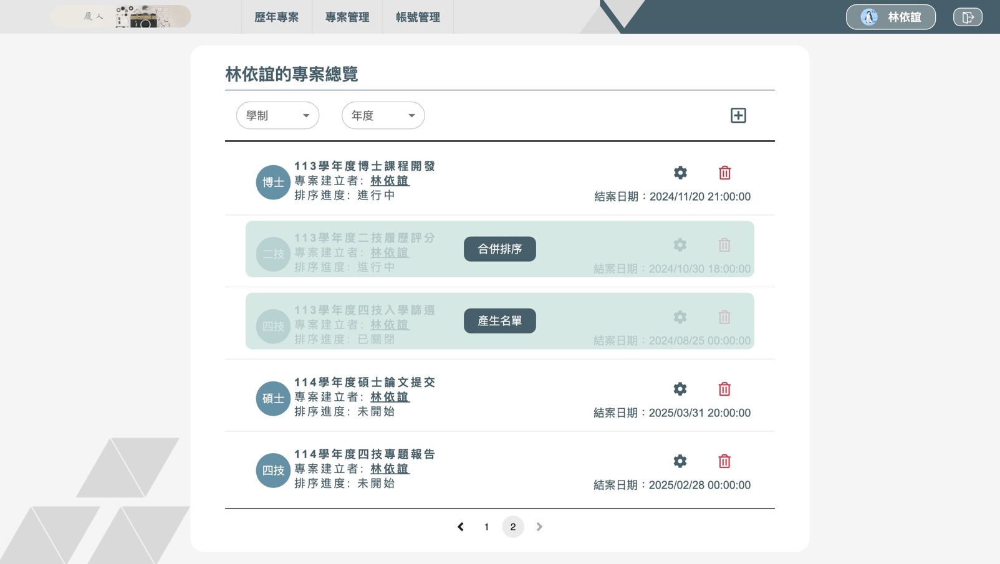 履人
歷年專案
專案管理
帳號管理
林依誼
林依誼的專案總覽
學制
年度
博士
113學年度博士課程開發
專案建立者: 林依誼
排序進度: 進行中
結案日期：2024/11/20 21:00:00
二技
113學年度二技履歷評分
專案建立者: 林依誼
排序進度: 進行中
合併排序
結案日期：2024/10/30 18:00:00
四技
113學年度四技入學篩選
專案建立者: 林依誼
排序進度: 已關閉
產生名單
結案日期：2024/08/25 00:00:00
碩士
114學年度碩士論文提交
專案建立者: 林依誼
排序進度: 未開始
結案日期：2025/03/31 20:00:00
四技
114學年度四技專題報告
專案建立者: 林依誼
排序進度: 未開始
結案日期：2025/02/28 00:00:00
1 2